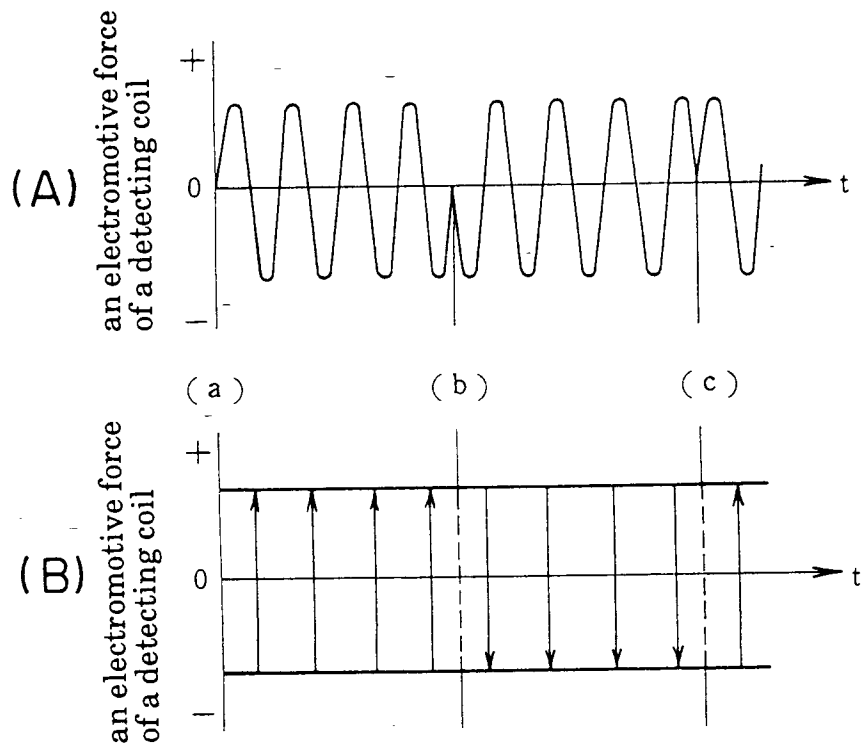 (A)
an electromotive force
of a detecting coil
+
0
−
t
(a)
(b)
(c)
(B)
an electromotive force
of a detecting coil
+
0
−
t